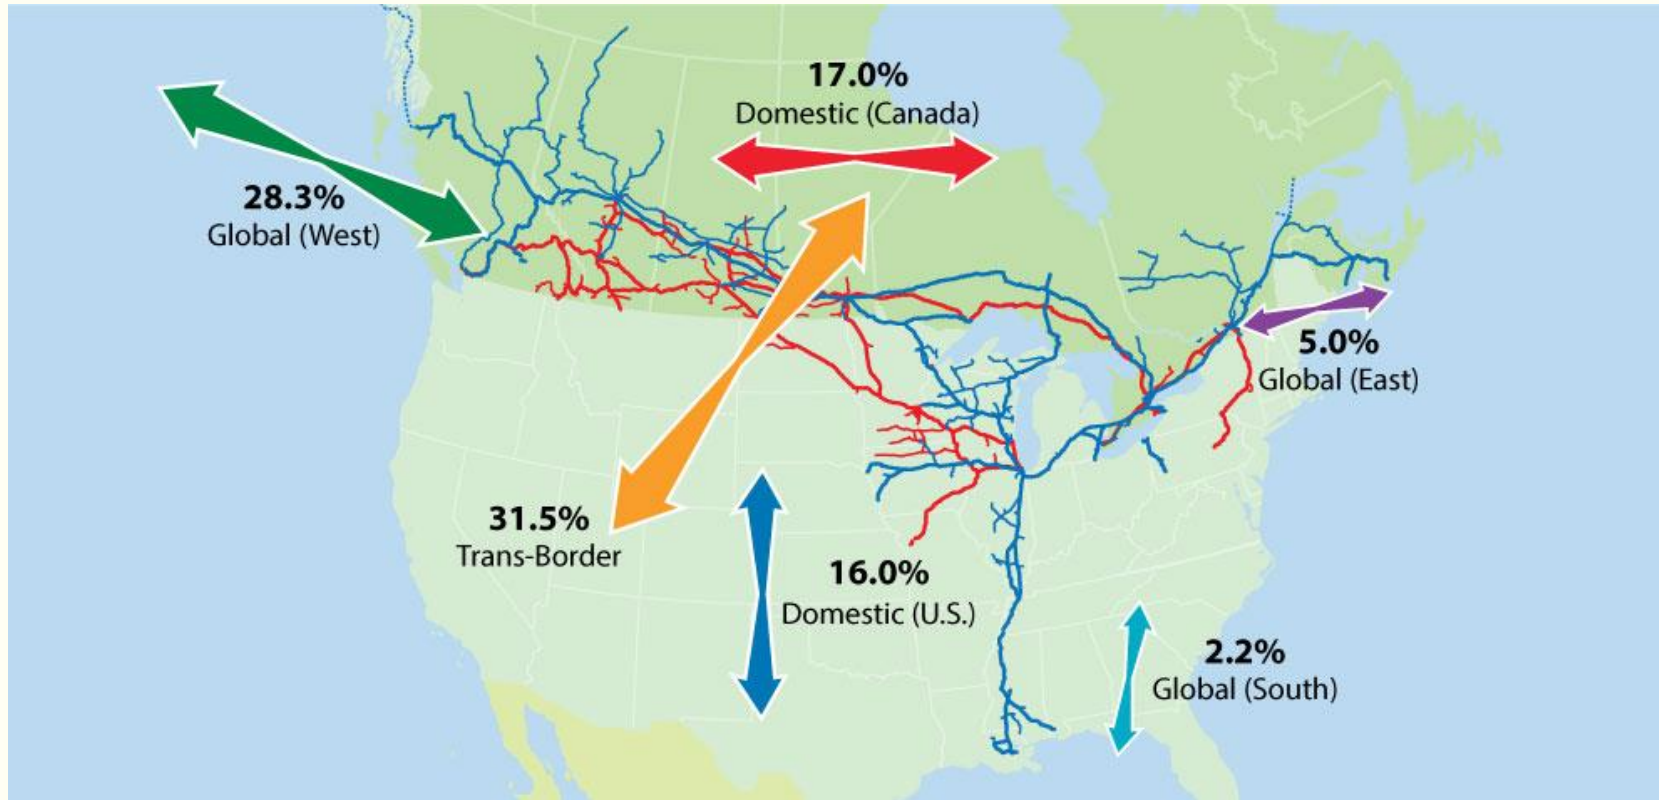 17.0%
Domestic (Canada)
28.3%
Global (West)
5.0%
Global (East)
31.5%
Trans-Border
16.0%
Domestic (U.S.)
2.2%
Global (South)